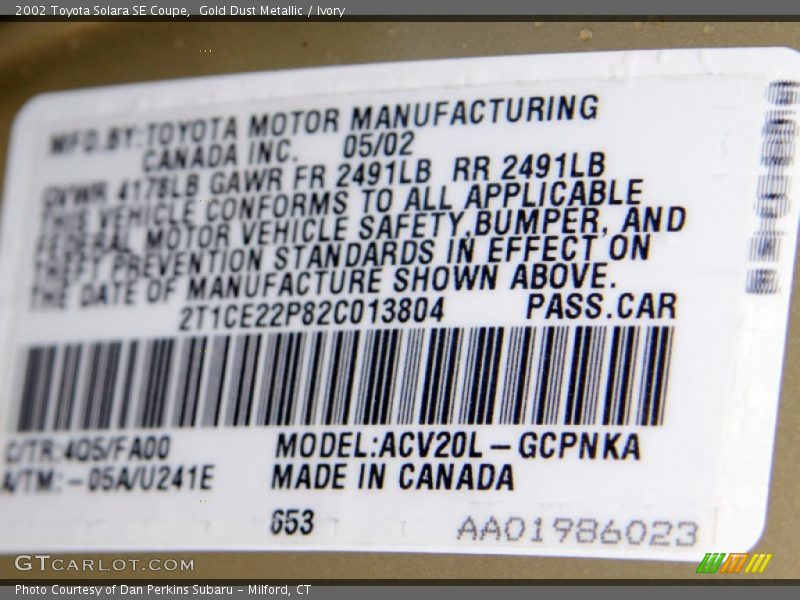 2002 Toyota Solara SE Coupe,  Gold Dust Metallic / Ivory
MFD.BY:TOYOTA MOTOR MANUFACTURING
CANADA INC. 05/02
GVWR 4178LB GAWR FR 2491LB RR 2491LB
THIS VEHICLE CONFORMS TO ALL APPLICABLE
FEDERAL MOTOR VEHICLE SAFETY,BUMPER, AND
THEFT PREVENTION STANDARDS IN EFFECT ON
THE DATE OF MANUFACTURE SHOWN ABOVE.
2T1CE22P82C013804 PASS.CAR
C/TR:4Q5/FA00 MODEL:ACV20L-GCPNKA
A/TM:-05A/U241E MADE IN CANADA
653 AA01986023
GTCARLOT.COM
Photo Courtesy of Dan Perkins Subaru - Milford, CT